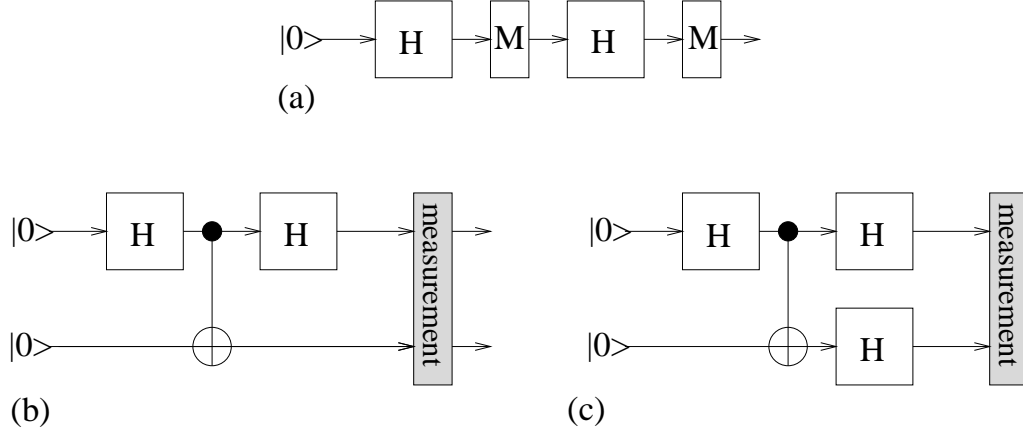 |0> H M H M
(a)
|0> H H measurement
|0>
(b)
|0> H H measurement
|0> H
(c)